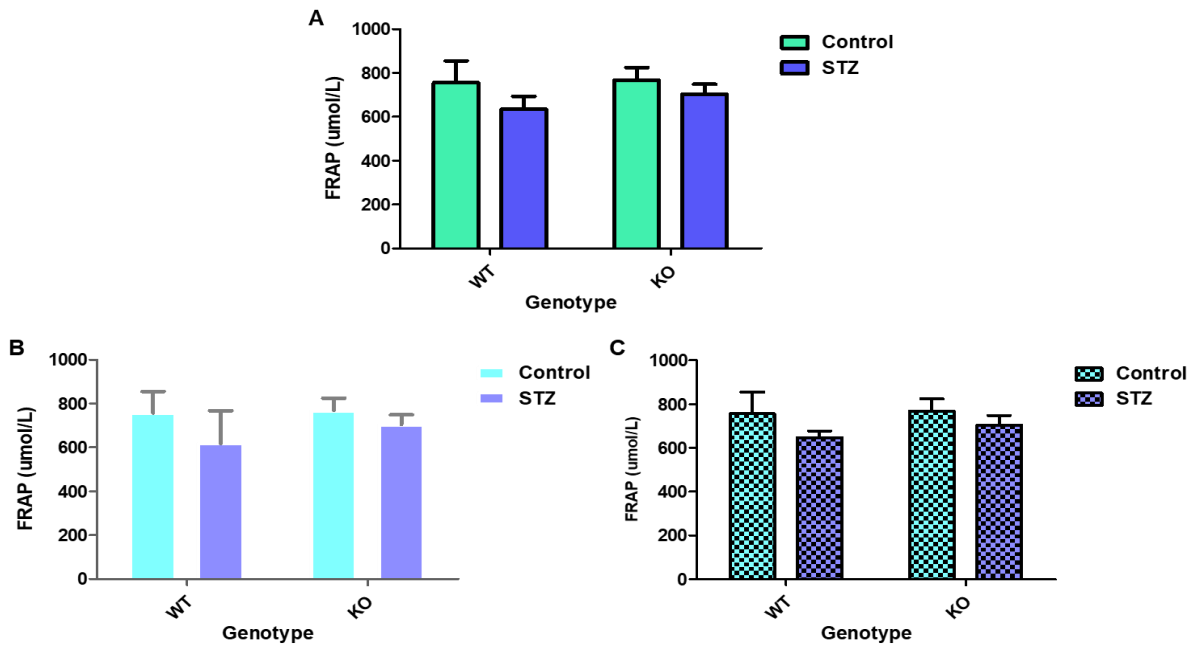 A
1000
800
600
400
200
0
FRAP (umol/L)
WT
KO
Genotype
Control
STZ
B
1000
800
600
400
200
0
FRAP (umol/L)
WT
KO
Genotype
Control
STZ
C
1000
800
600
400
200
0
FRAP (umol/L)
WT
KO
Genotype
Control
STZ